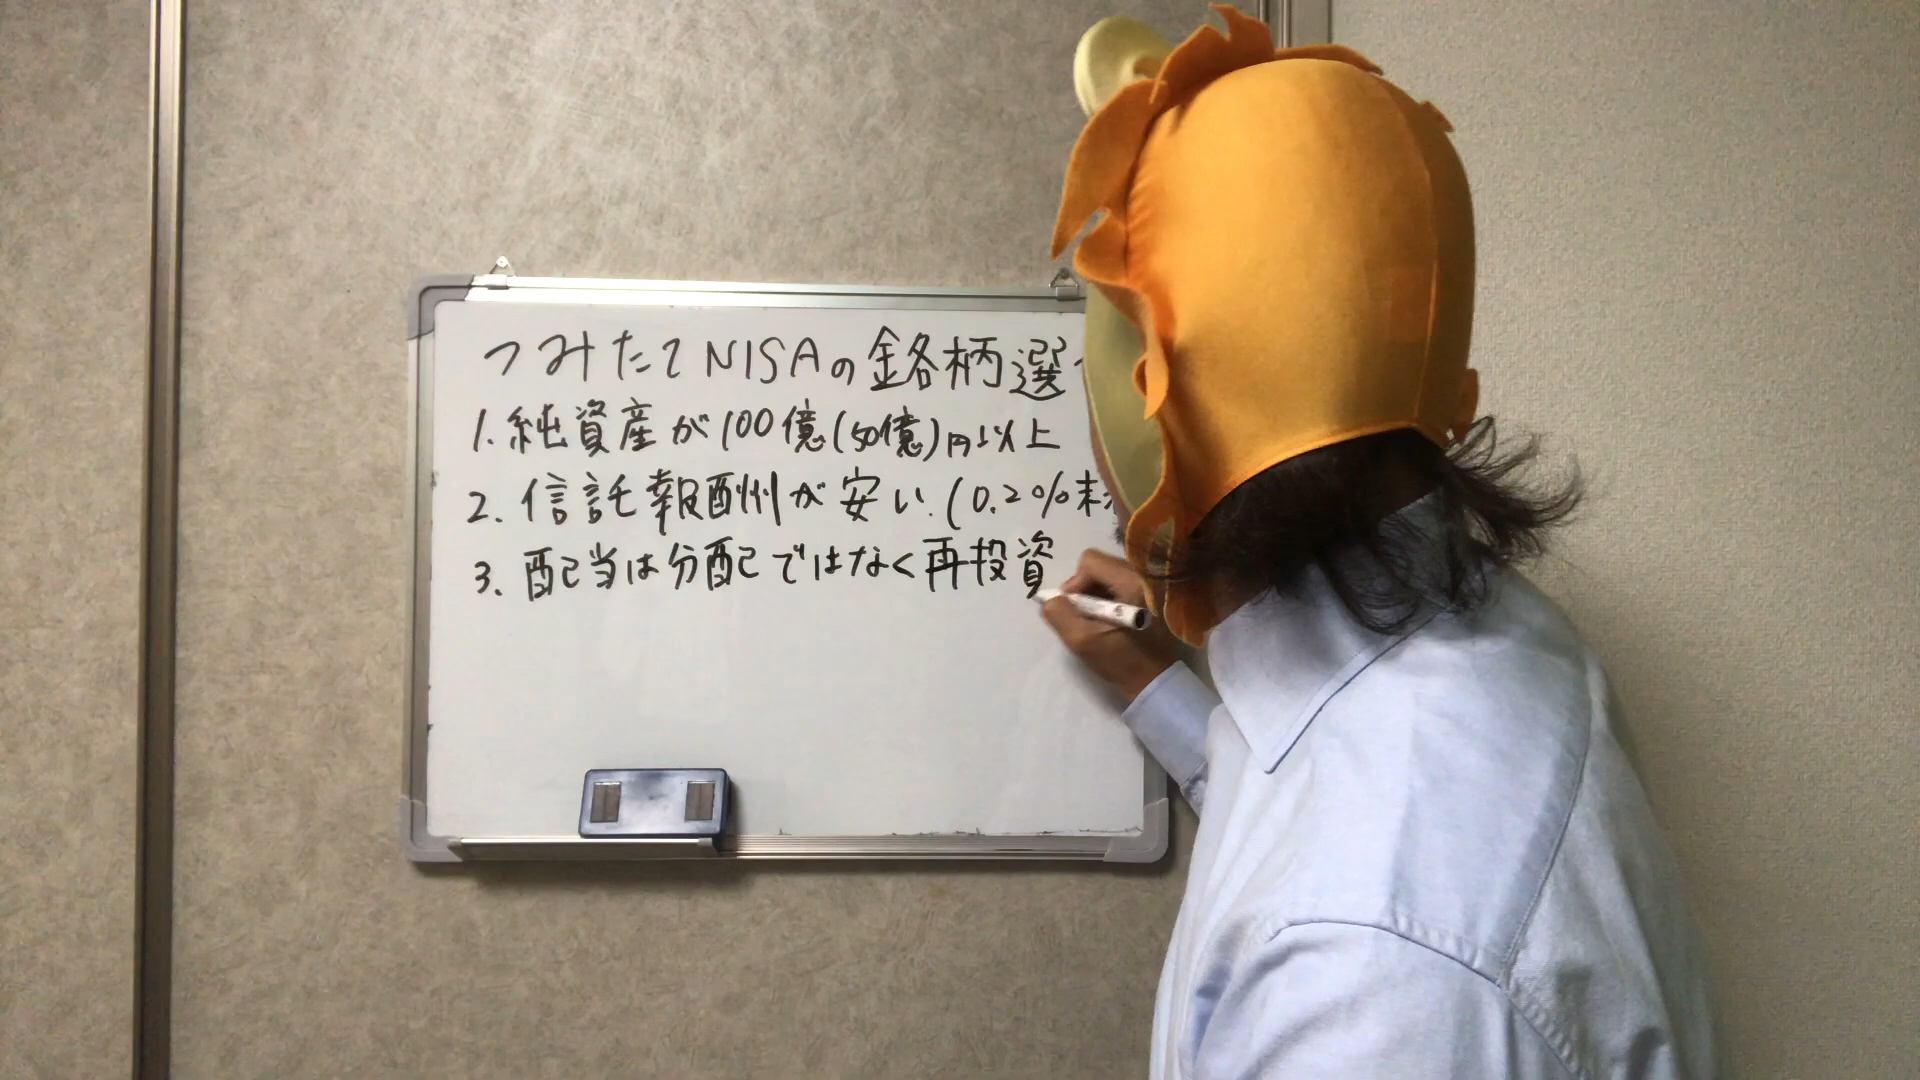 つみたてNISAの銘柄選
1. 純資産が100億(50億)円以上
2. 信託報酬が安い.(0.2%未
3. 配当は分配ではなく再投資